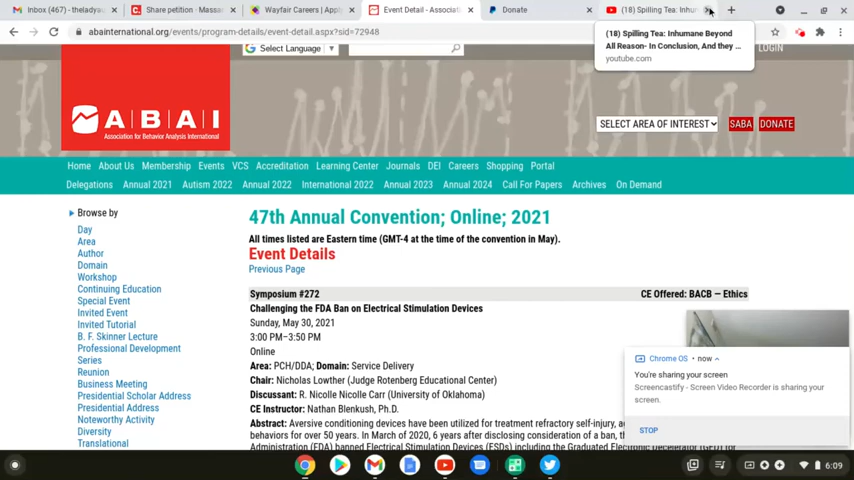 Inbox (467) - theladyau
Share petition · Mass
Wayfair Careers | Appl
Event Detail - Associati
Donate
(18) Spilling Tea: Inhum
abainternational.org/events/program-details/event-detail.aspx?sid=72948
(18) Spilling Tea: Inhumane Beyond
All Reason- In Conclusion, And they ...
youtube.com
Select Language
LOGIN
A|B|A|I
Association for Behavior Analysis International
SELECT AREA OF INTEREST
SABA
DONATE
Home About Us Membership Events VCS Accreditation Learning Center Journals DEI Careers Shopping Portal
Delegations Annual 2021 Autism 2022 Annual 2022 International 2022 Annual 2023 Annual 2024 Call For Papers Archives On Demand
Browse by
Day
Area
Author
Domain
Workshop
Continuing Education
Special Event
Invited Event
Invited Tutorial
B. F. Skinner Lecture
Professional Development
Series
Reunion
Business Meeting
Presidential Scholar Address
Presidential Address
Noteworthy Activity
Diversity
Translational
47th Annual Convention; Online; 2021
All times listed are Eastern time (GMT-4 at the time of the convention in May).
Event Details
Previous Page
Symposium #272
CE Offered: BACB — Ethics
Challenging the FDA Ban on Electrical Stimulation Devices
Sunday, May 30, 2021
3:00 PM–3:50 PM
Online
Area: PCH/DDA; Domain: Service Delivery
Chair: Nicholas Lowther (Judge Rotenberg Educational Center)
Discussant: R. Nicolle Nicolle Carr (University of Oklahoma)
CE Instructor: Nathan Blenkush, Ph.D.
Abstract: Aversive conditioning devices have been utilized for treatment refractory self-injury, ag
behaviors for over 50 years. In March of 2020, 6 years after disclosing consideration of a ban, th
Administration (FDA) banned Electrical Stimulation Devices (ESDs) including the Graduated Electronic Decelerator (GED) for
Chrome OS • now
You're sharing your screen
Screencastify - Screen Video Recorder is sharing your
screen.
STOP
6:09